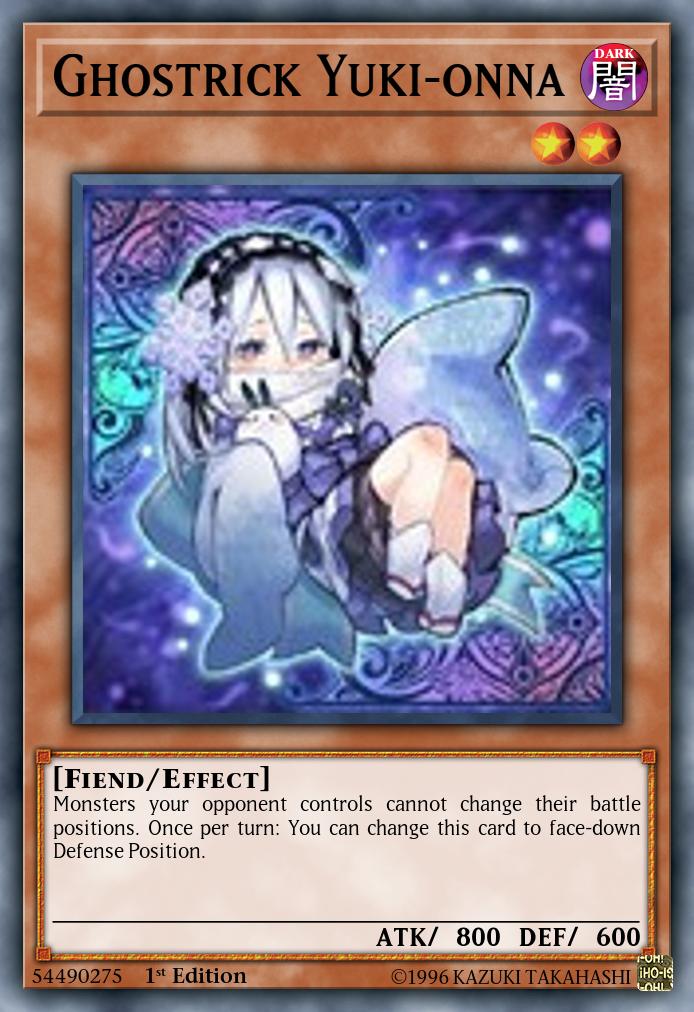 Ghostrick Yuki-onna
DARK
闇
[Fiend/Effect]
Monsters your opponent controls cannot change their battle
positions. Once per turn: You can change this card to face-down
Defense Position.
ATK/ 800 DEF/ 600
54490275 1st Edition ©1996 KAZUKI TAKAHASHI